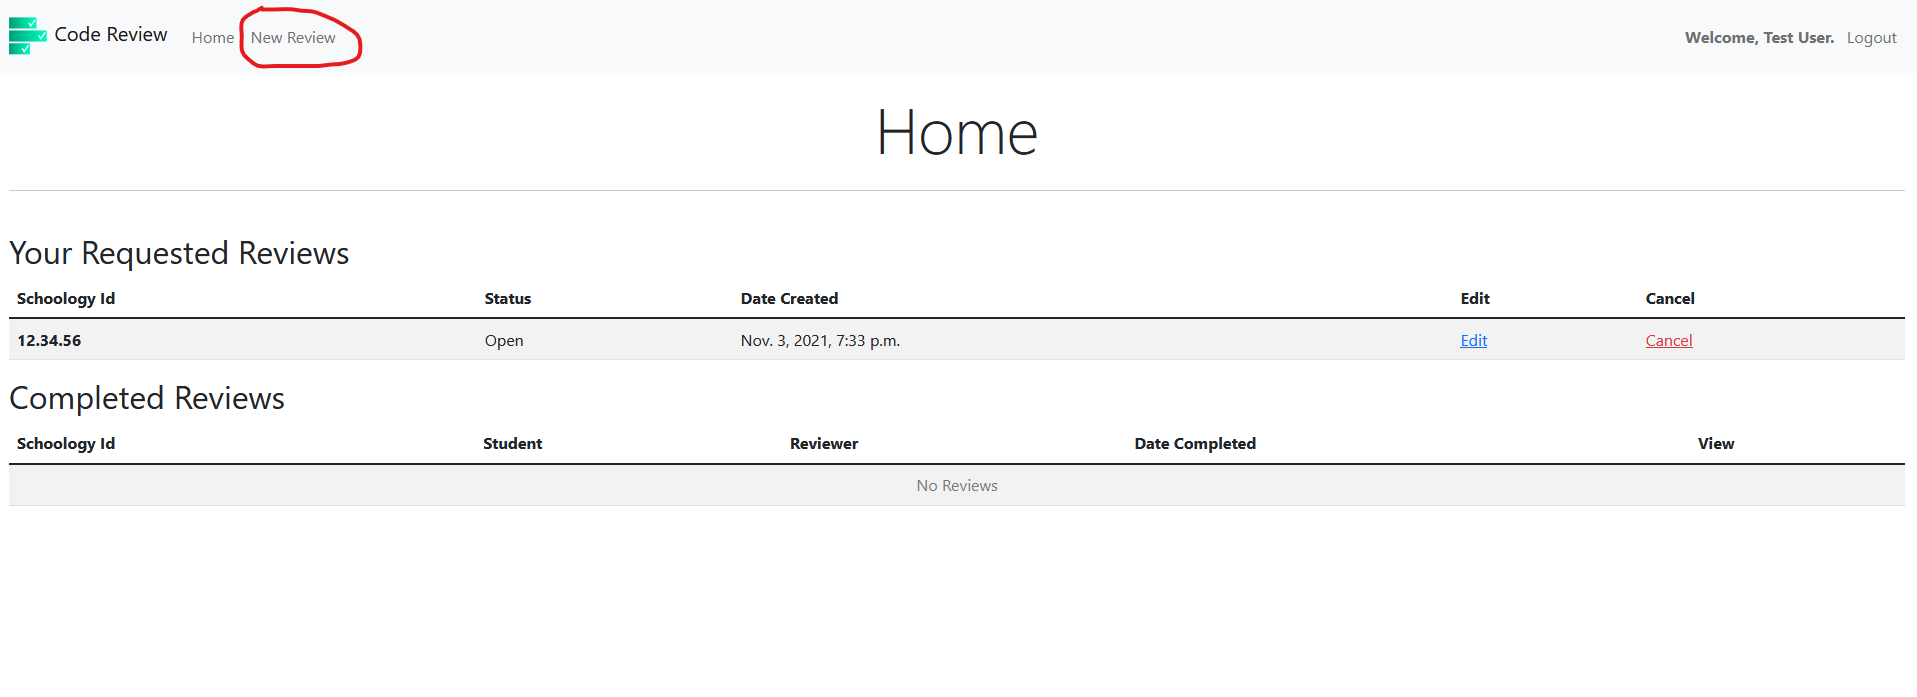 Code Review Home New Review Welcome, Test User. Logout
Home
Your Requested Reviews
Schoology Id Status Date Created Edit Cancel
12.34.56 Open Nov. 3, 2021, 7:33 p.m. Edit Cancel
Completed Reviews
Schoology Id Student Reviewer Date Completed View
No Reviews